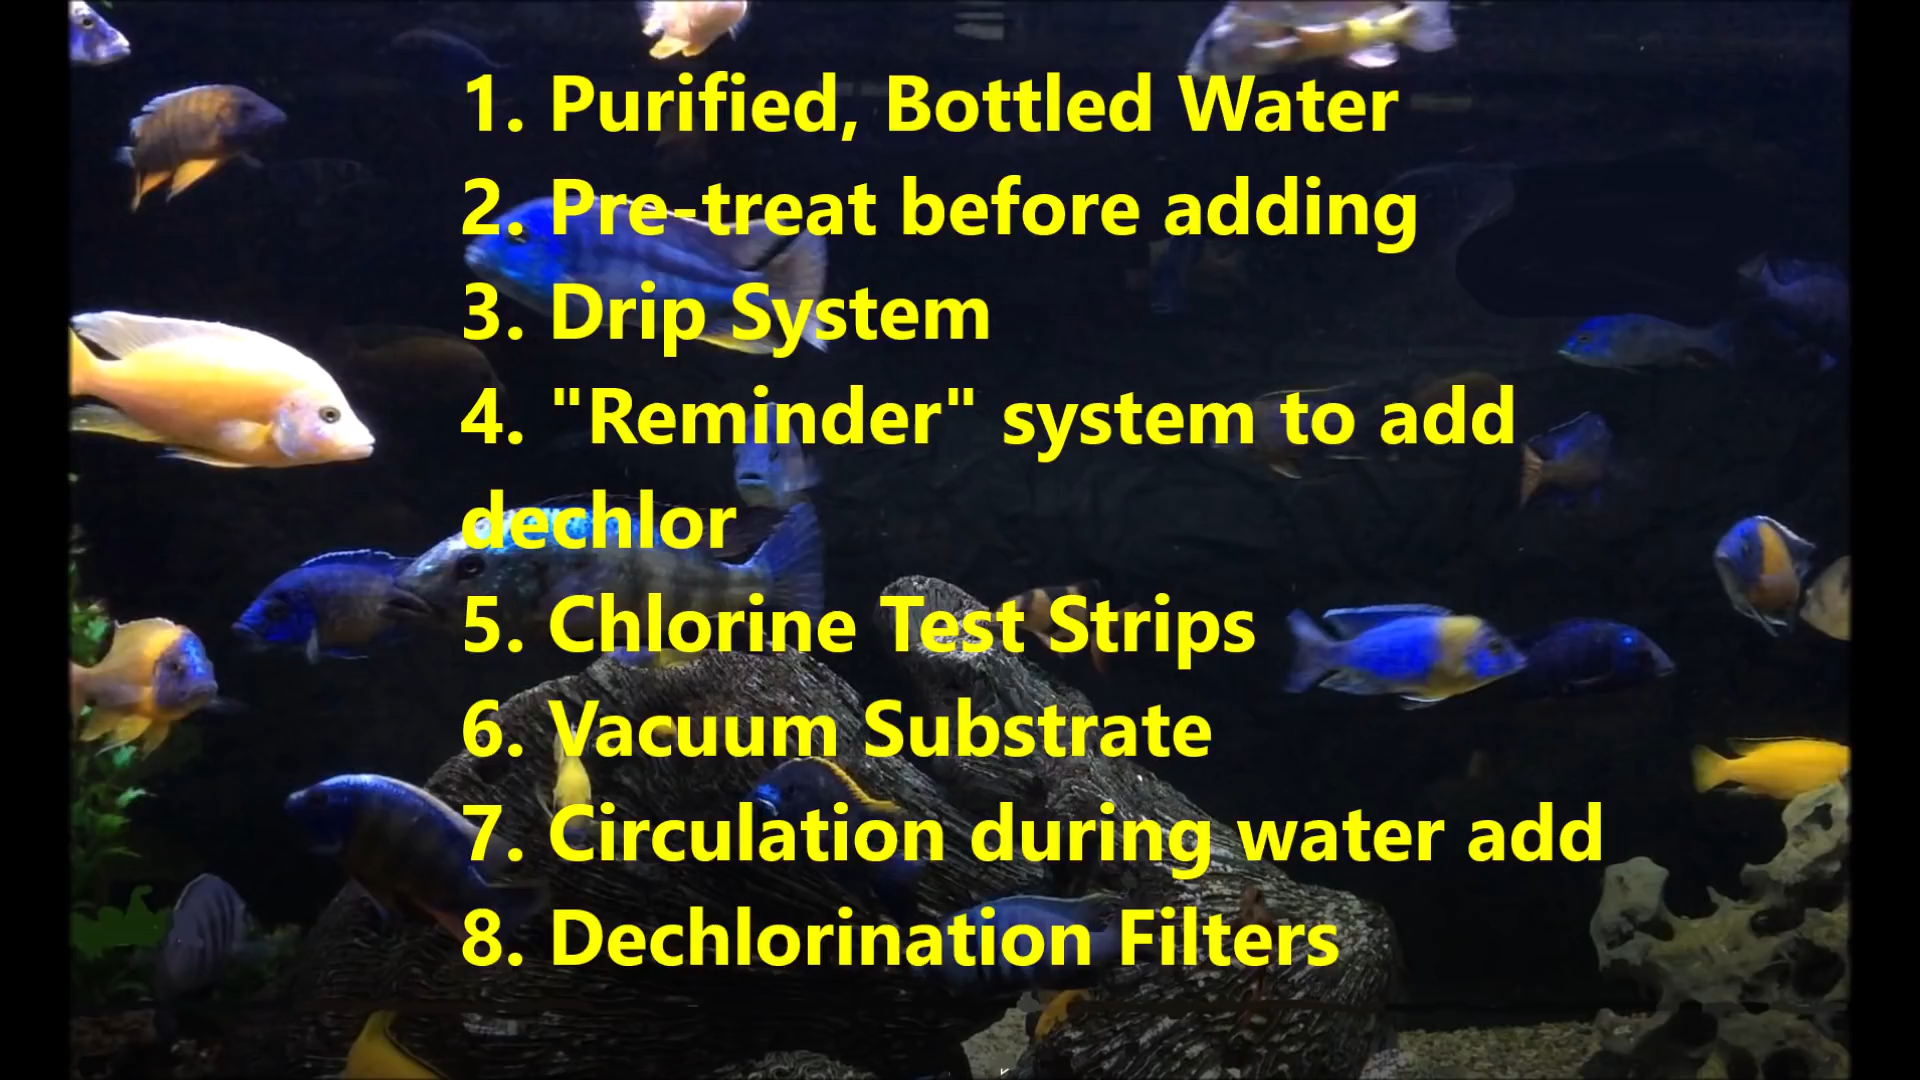 1. Purified, Bottled Water
2. Pre-treat before adding
3. Drip System
4. "Reminder" system to add
dechlor
5. Chlorine Test Strips
6. Vacuum Substrate
7. Circulation during water add
8. Dechlorination Filters